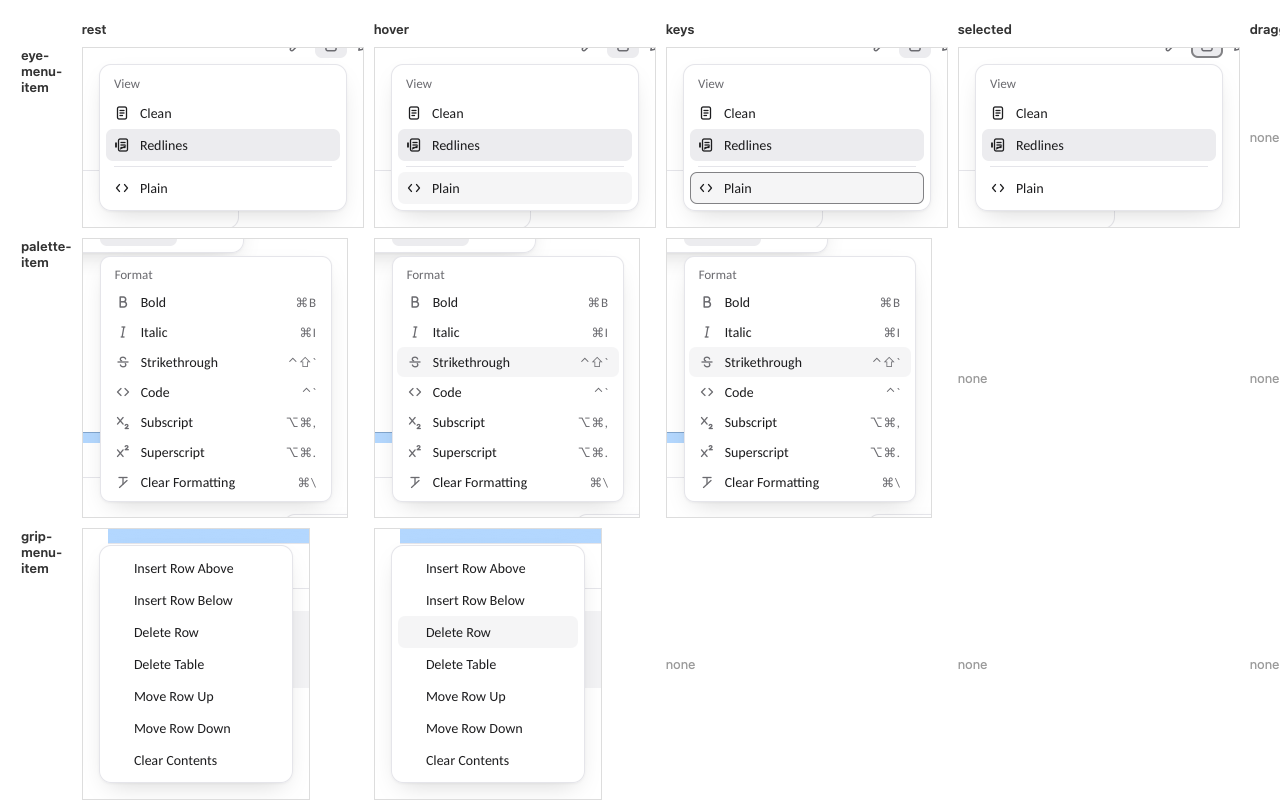 rest hover keys selected drag
eye-
menu-
item
View View View View
Clean Clean Clean Clean
Redlines Redlines Redlines Redlines
none
Plain Plain Plain Plain
palette-
item
Format Format Format
Bold ⌘B Bold ⌘B Bold ⌘B
Italic ⌘I Italic ⌘I Italic ⌘I
Strikethrough ^⇧` Strikethrough ^⇧` Strikethrough ^⇧`
none none
Code ^` Code ^` Code ^`
Subscript ⌥⌘, Subscript ⌥⌘, Subscript ⌥⌘,
Superscript ⌥⌘. Superscript ⌥⌘. Superscript ⌥⌘.
Clear Formatting ⌘\ Clear Formatting ⌘\ Clear Formatting ⌘\
grip-
menu-
item
Insert Row Above Insert Row Above
Insert Row Below Insert Row Below
Delete Row Delete Row
Delete Table Delete Table none none none
Move Row Up Move Row Up
Move Row Down Move Row Down
Clear Contents Clear Contents